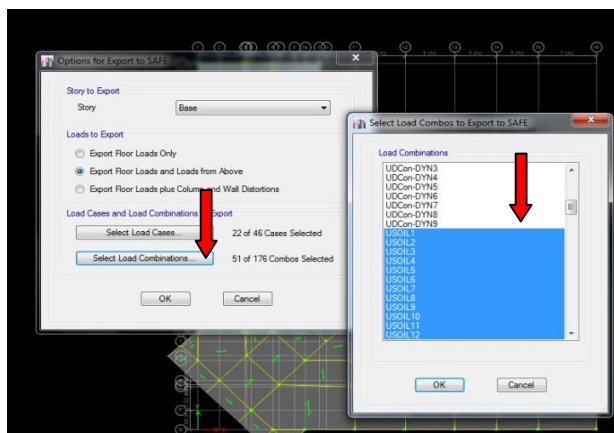 Options for Export to SAFE
Story to Export
Story
Base
Loads to Export
Export Floor Loads Only
Export Floor Loads and Loads from Above
Export Floor Loads plus Column and Wall Distortions
Load Cases and Load Combinations
xport
Select Load Cases...
22 of 46 Cases Selected
Select Load Combinations...
51 of 176 Combos Selected
OK
Cancel
Select Load Combos to Export to SAFE
Load Combinations
UDCon-DYN3
UDCon-DYN4
UDCon-DYN5
UDCon-DYN6
UDCon-DYN7
UDCon-DYN8
UDCon-DYN9
USOIL1
USOIL2
USOIL3
USOIL4
USOIL5
USOIL6
USOIL7
USOIL8
USOIL9
USOIL10
USOIL11
USOIL12
OK
Cancel